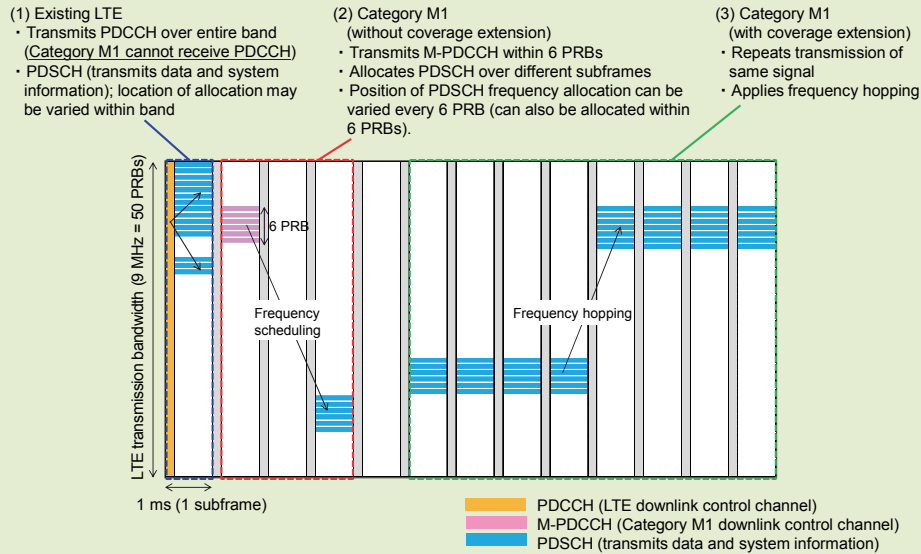 (1) Existing LTE
・Transmits PDCCH over entire band
(Category M1 cannot receive PDCCH)
・PDSCH (transmits data and system
information); location of allocation may
be varied within band
(2) Category M1
(without coverage extension)
・Transmits M-PDCCH within 6 PRBs
・Allocates PDSCH over different subframes
・Position of PDSCH frequency allocation can be
varied every 6 PRB (can also be allocated within
6 PRBs).
(3) Category M1
(with coverage extension)
・Repeats transmission of
same signal
・Applies frequency hopping
LTE transmission bandwidth (9 MHz = 50 PRBs)
6 PRB
Frequency
scheduling
Frequency hopping
1 ms (1 subframe)
PDCCH (LTE downlink control channel)
M-PDCCH (Category M1 downlink control channel)
PDSCH (transmits data and system information)